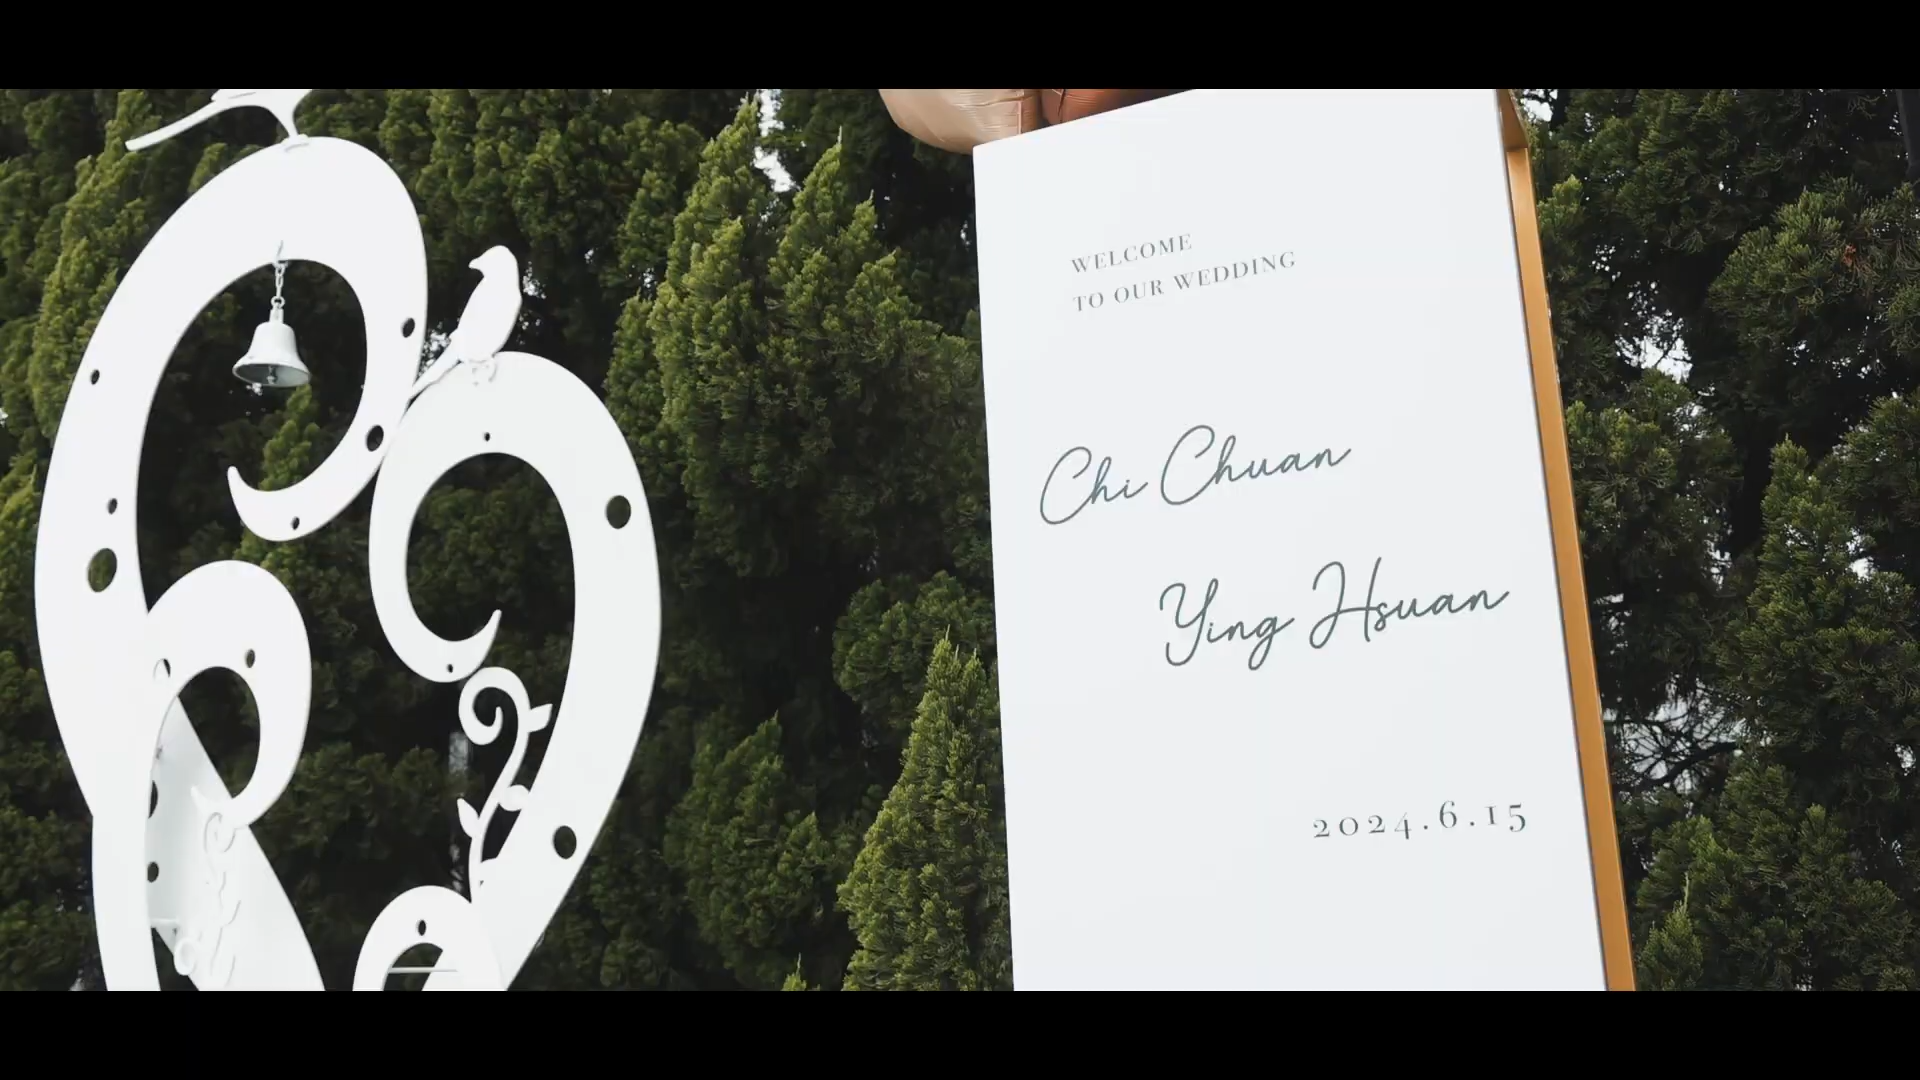 WELCOME
TO OUR WEDDING
Chi Chuan
Ying Hsuan
2024.6.15